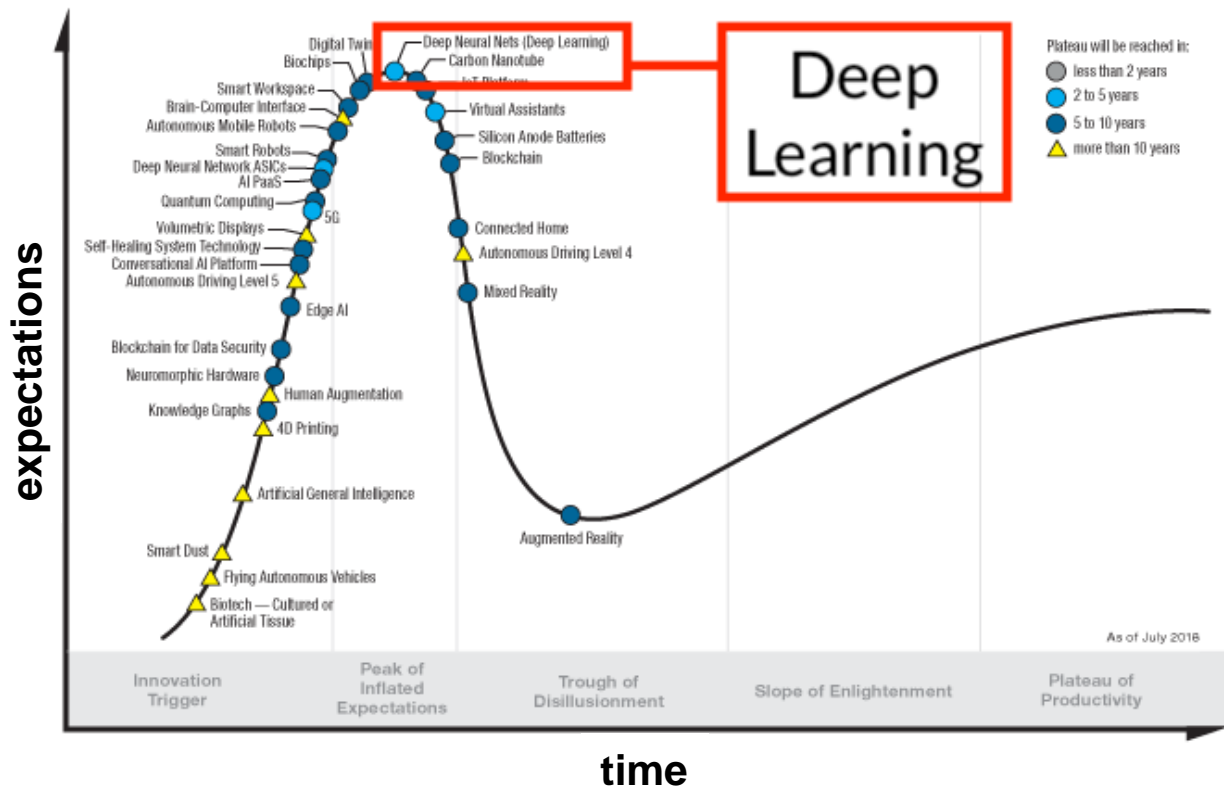 Digital Twin
Deep Neural Nets (Deep Learning)
Biochips
Carbon Nanotube
IoT Platform
Smart Workspace
Brain-Computer Interface
Autonomous Mobile Robots
Virtual Assistants
Silicon Anode Batteries
Smart Robots
Blockchain
Deep Neural Network ASICs
AI PaaS
Quantum Computing
5G
Volumetric Displays
Connected Home
Self-Healing System Technology
Autonomous Driving Level 4
Conversational AI Platform
Autonomous Driving Level 5
Mixed Reality
Edge AI
Blockchain for Data Security
Neuromorphic Hardware
Human Augmentation
Knowledge Graphs
4D Printing
Artificial General Intelligence
Augmented Reality
Smart Dust
Flying Autonomous Vehicles
Biotech — Cultured or
Artificial Tissue
Deep
Learning
Plateau will be reached in:
less than 2 years
2 to 5 years
5 to 10 years
more than 10 years
As of July 2018
expectations
Innovation
Trigger
Peak of
Inflated
Expectations
Trough of
Disillusionment
Slope of Enlightenment
Plateau of
Productivity
time